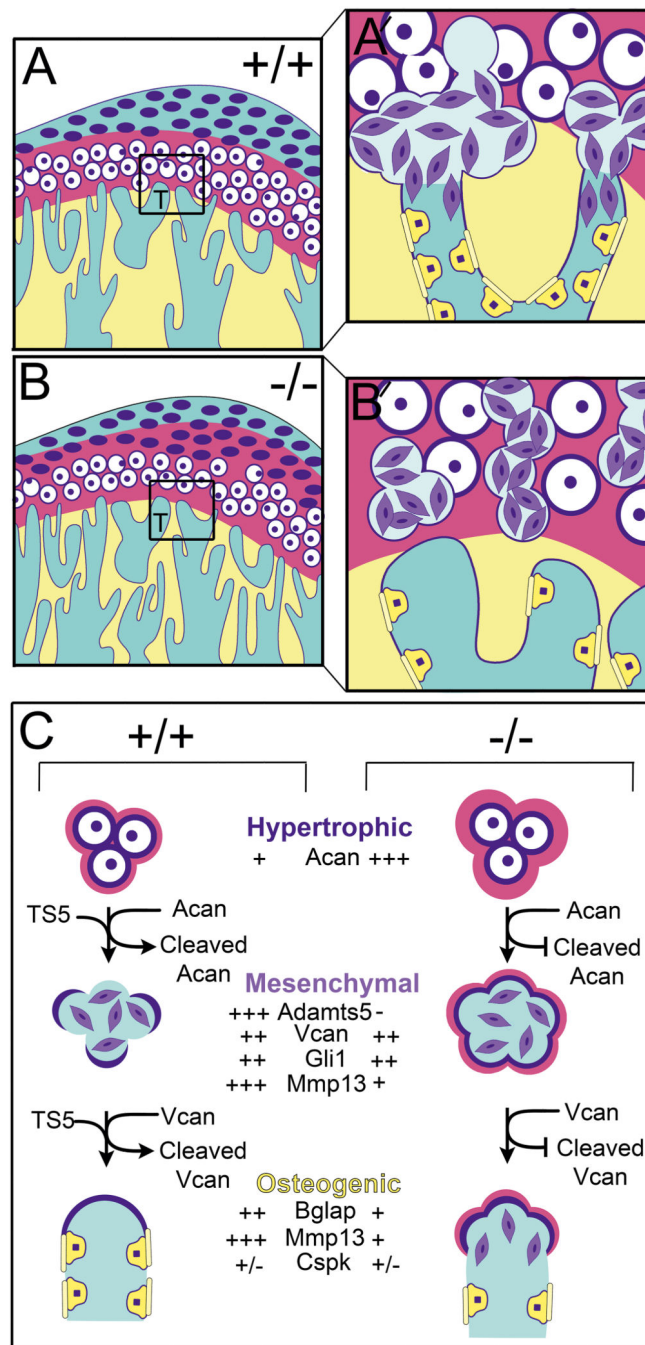 A
+/+
T
A′
B
-/-
T
B′
C
+/+
-/-
Hypertrophic
+ Acan +++
TS5
Acan
Cleaved
Acan
Acan
Cleaved
Acan
Mesenchymal
+++ Adamts5 -
++ Vcan ++
++ Gli1 ++
+++ Mmp13 +
TS5
Vcan
Cleaved
Vcan
Vcan
Cleaved
Vcan
Osteogenic
++ Bglap +
+++ Mmp13 +
+/- Cspk +/-